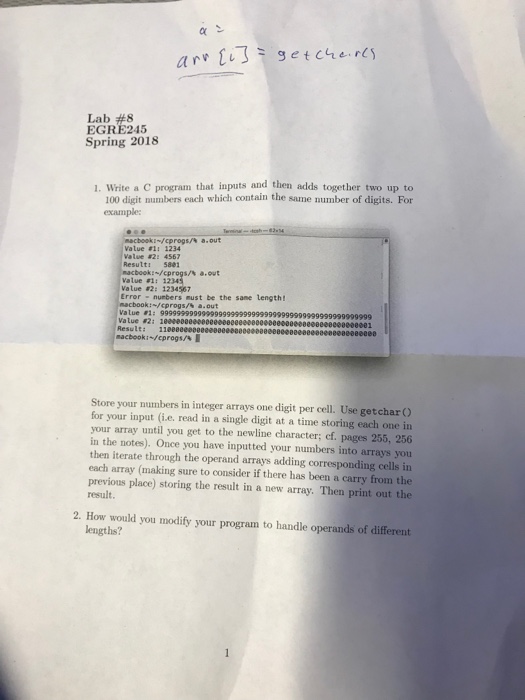 a =
arr [i] = getchar()
Lab #8
EGRE245
Spring 2018
1. Write a C program that inputs and then adds together two up to
100 digit numbers each which contain the same number of digits. For
example:
macbook:~/cprogs/% a.out
Value #1: 1234
Value #2: 4567
Result: 5801
macbook:~/cprogs/% a.out
Value #1: 12345
Value #2: 1234567
Error - numbers must be the same length!
macbook:~/cprogs/% a.out
Value #1:
Value #2:
Result:
macbook:~/cprogs/%
Store your numbers in integer arrays one digit per cell. Use getchar()
for your input (i.e. read in a single digit at a time storing each one in
your array until you get to the newline character; cf. pages 255, 256
in the notes). Once you have inputted your numbers into arrays you
then iterate through the operand arrays adding corresponding cells in
each array (making sure to consider if there has been a carry from the
previous place) storing the result in a new array. Then print out the
result.
2. How would you modify your program to handle operands of different
lengths?
1